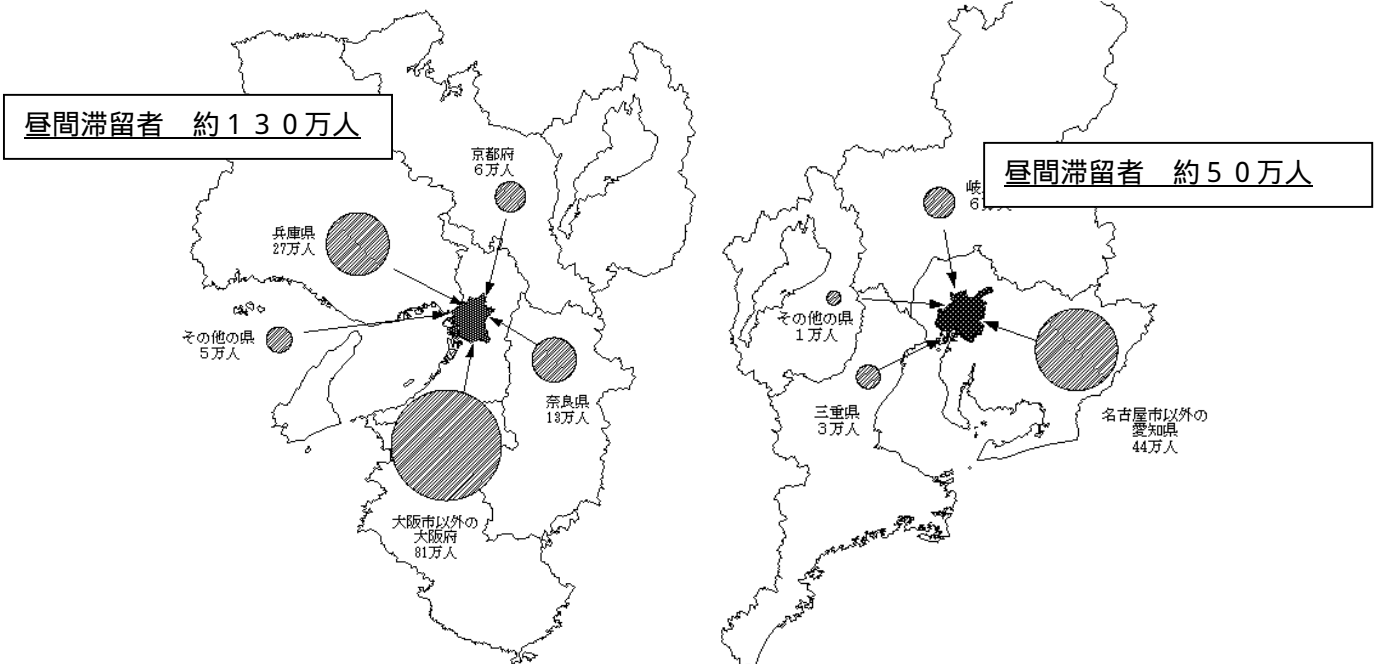 昼間滞留者　約１３０万人
京都府
6万人
兵庫県
27万人
その他の県
5万人
奈良県
13万人
大阪市以外の
大阪府
81万人
昼間滞留者　約５０万人
岐
6万人
その他の県
1万人
三重県
3万人
名古屋市以外の
愛知県
44万人